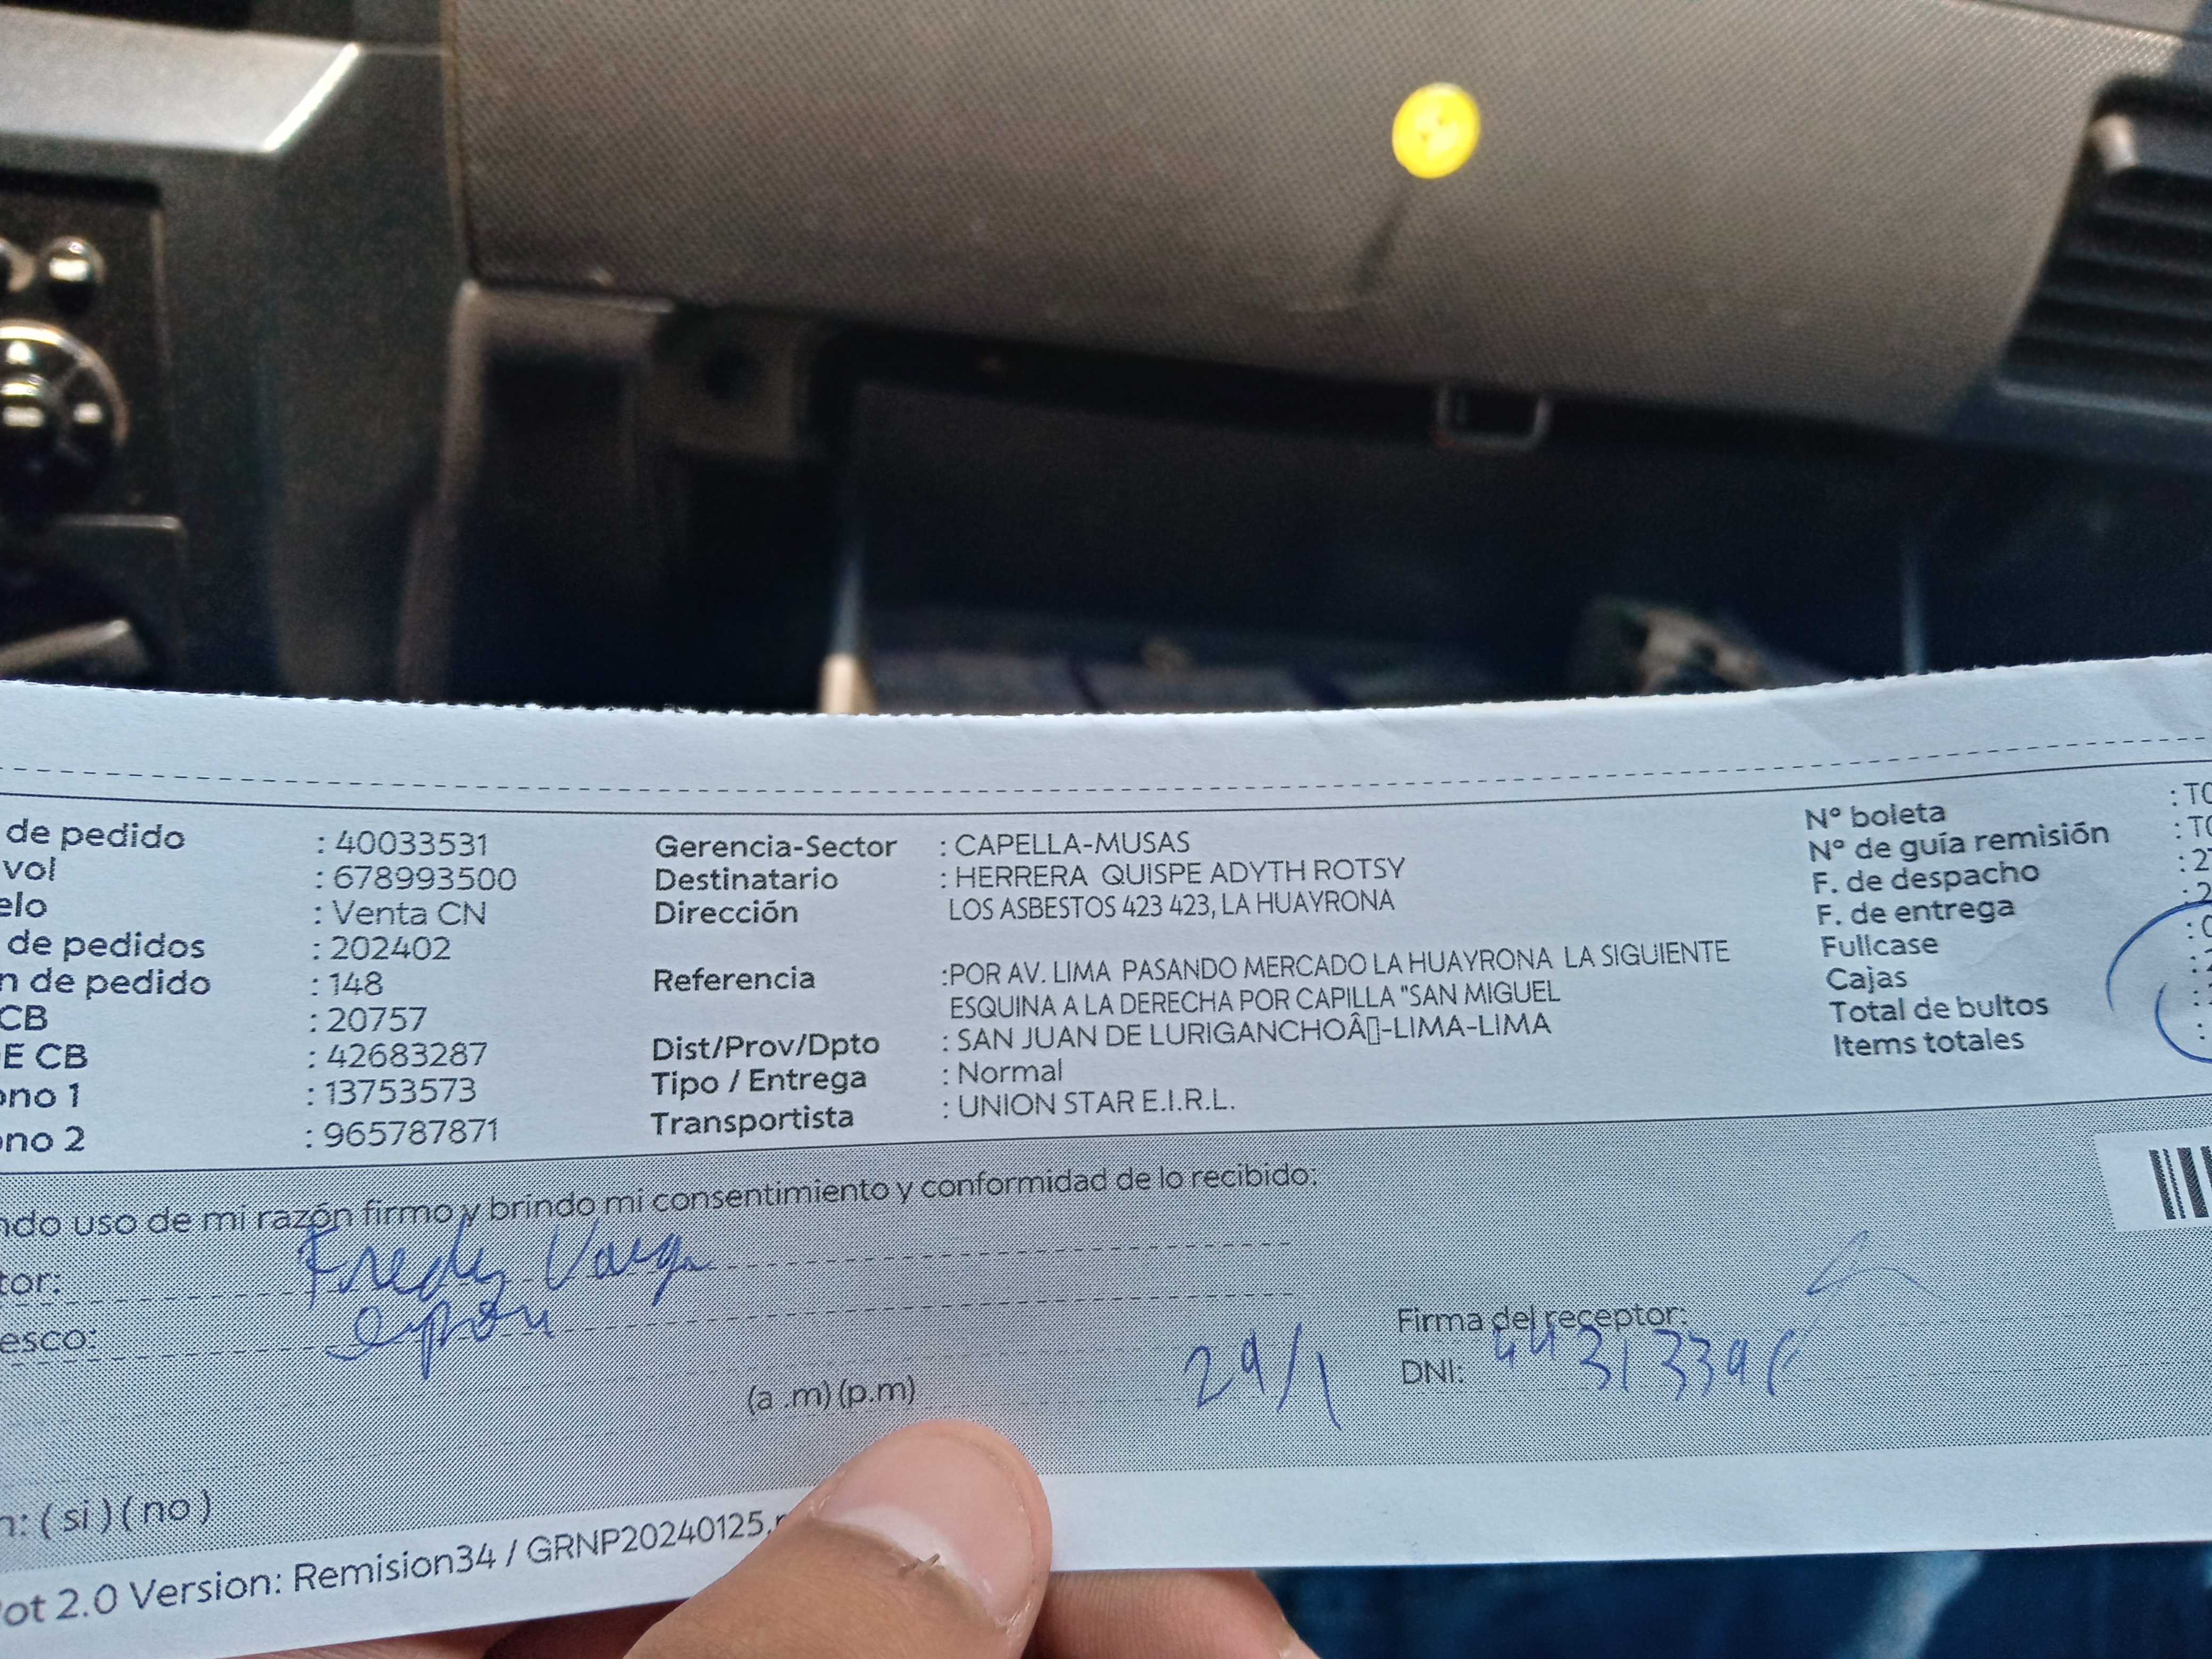 de pedido : 40033531
vol : 678993500
elo : Venta CN
de pedidos : 202402
n de pedido : 148
CB : 20757
E CB : 42683287
ono 1 : 13753573
ono 2 : 965787871
Gerencia-Sector : CAPELLA-MUSAS
Destinatario : HERRERA QUISPE ADYTH ROTSY
Dirección LOS ASBESTOS 423 423, LA HUAYRONA
Referencia :POR AV. LIMA PASANDO MERCADO LA HUAYRONA LA SIGUIENTE
ESQUINA A LA DERECHA POR CAPILLA "SAN MIGUEL
Dist/Prov/Dpto : SAN JUAN DE LURIGANCHOÂ▯-LIMA-LIMA
Tipo / Entrega : Normal
Transportista : UNION STAR E.I.R.L.
N° boleta : T0
N° de guía remisión : T0
F. de despacho : 2
F. de entrega : 2
Fullcase
Cajas
Total de bultos
Items totales
ndo uso de mi razón firmo y brindo mi consentimiento y conformidad de lo recibido:
tor: Fredy
esco:
(a .m) (p.m) 29/1
Firma del receptor:
DNI:
n: ( si ) ( no )
ot 2.0 Version: Remision34 / GRNP20240125.